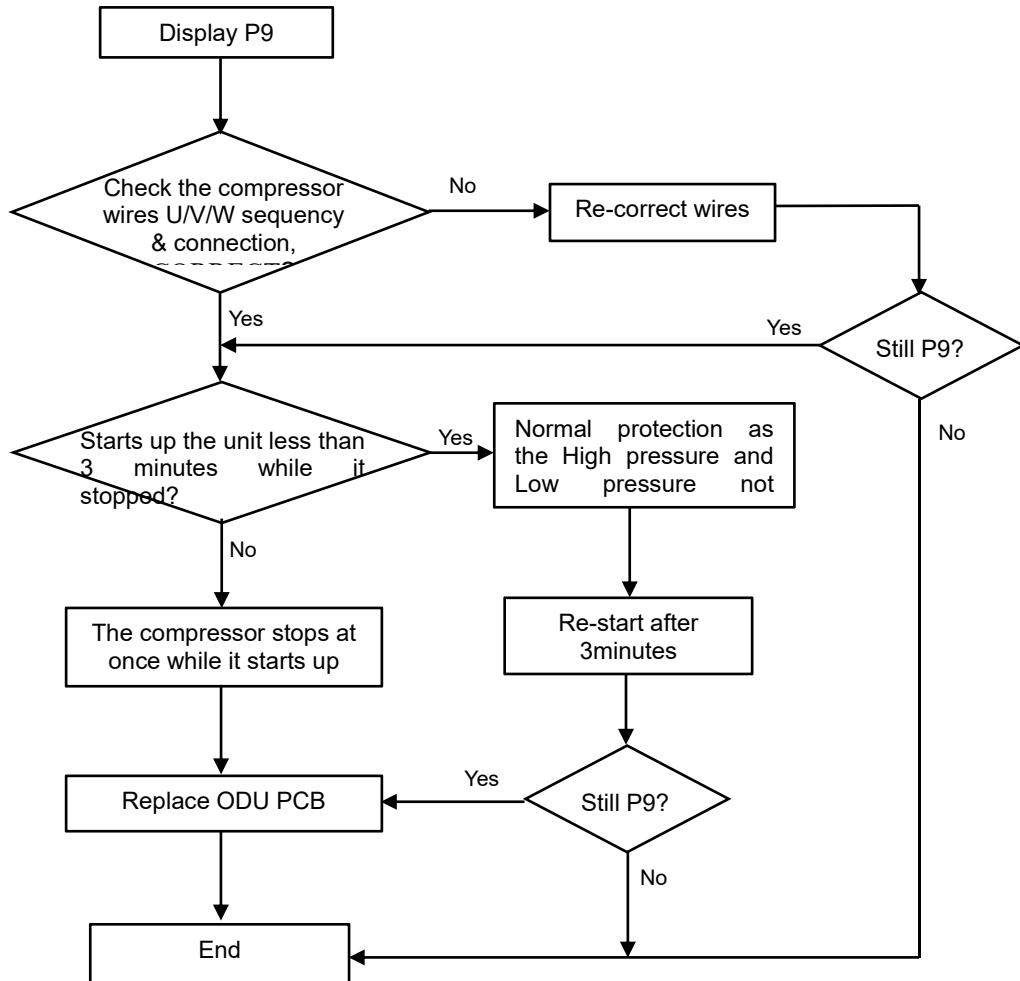 Display P9
Check the compressor
wires U/V/W sequency
& connection,
No
Re-correct wires
Yes
Yes
Still P9?
No
Starts up the unit less than
3 minutes while it
stopped?
Yes
Normal protection as
the High pressure and
Low pressure not
No
The compressor stops at
once while it starts up
Re-start after
3minutes
Replace ODU PCB
Yes
Still P9?
No
End